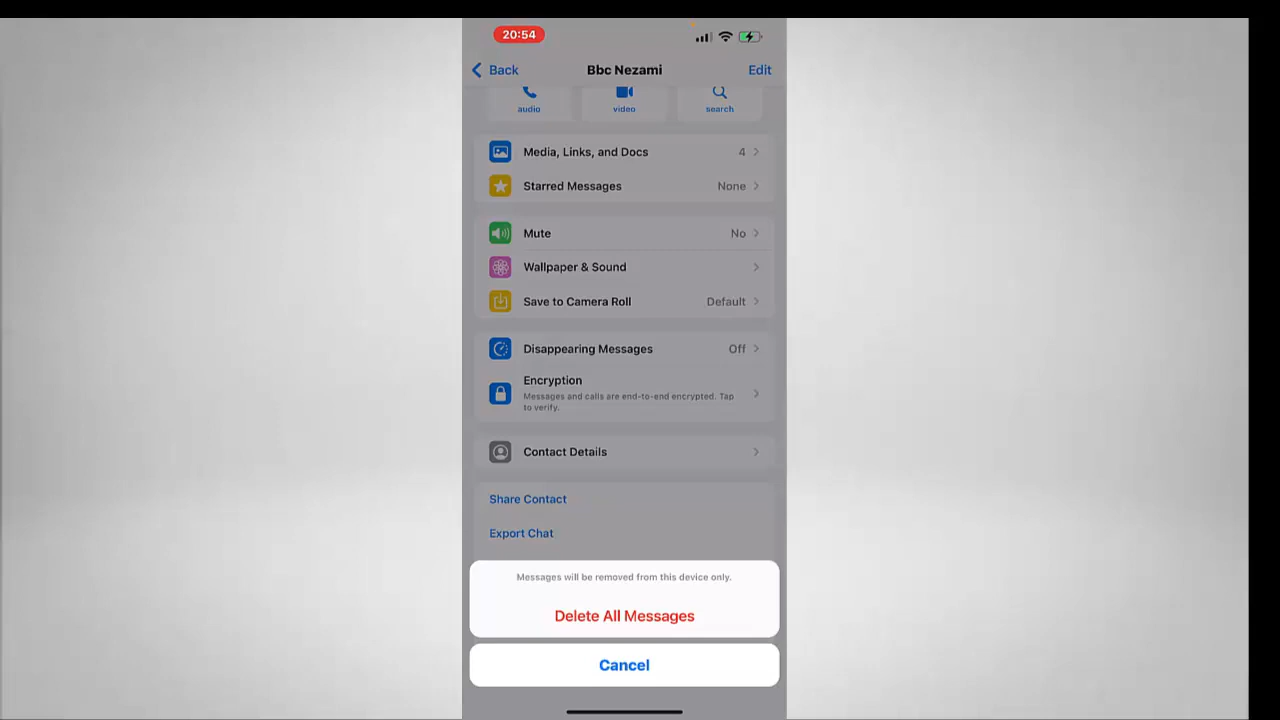 20:54
Back
Bbc Nezami
Edit
audio
video
search
Media, Links, and Docs
4
Starred Messages
None
Mute
No
Wallpaper & Sound
Save to Camera Roll
Default
Disappearing Messages
Off
Encryption
Messages and calls are end-to-end encrypted. Tap
to verify.
Contact Details
Share Contact
Export Chat
Messages will be removed from this device only.
Delete All Messages
Cancel